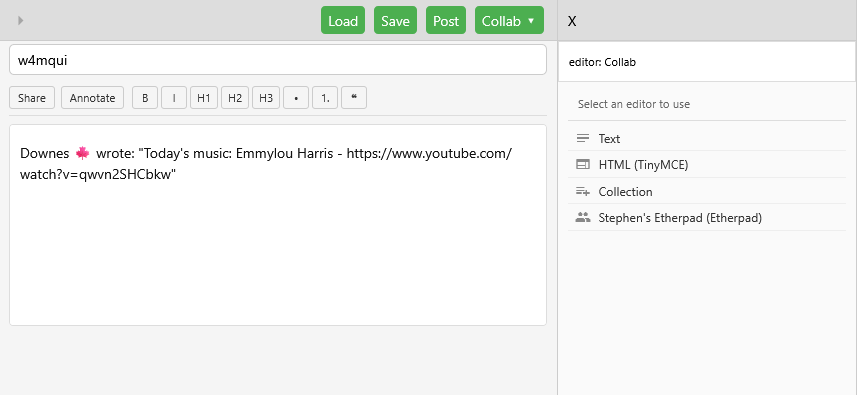 Load Save Post Collab ▼ X
w4mqui
editor: Collab
Share Annotate B I H1 H2 H3 • 1. ❝
Select an editor to use
Downes 🍁 wrote: "Today's music: Emmylou Harris - https://www.youtube.com/
watch?v=qwvn2SHCbkw"
Text
HTML (TinyMCE)
Collection
Stephen's Etherpad (Etherpad)